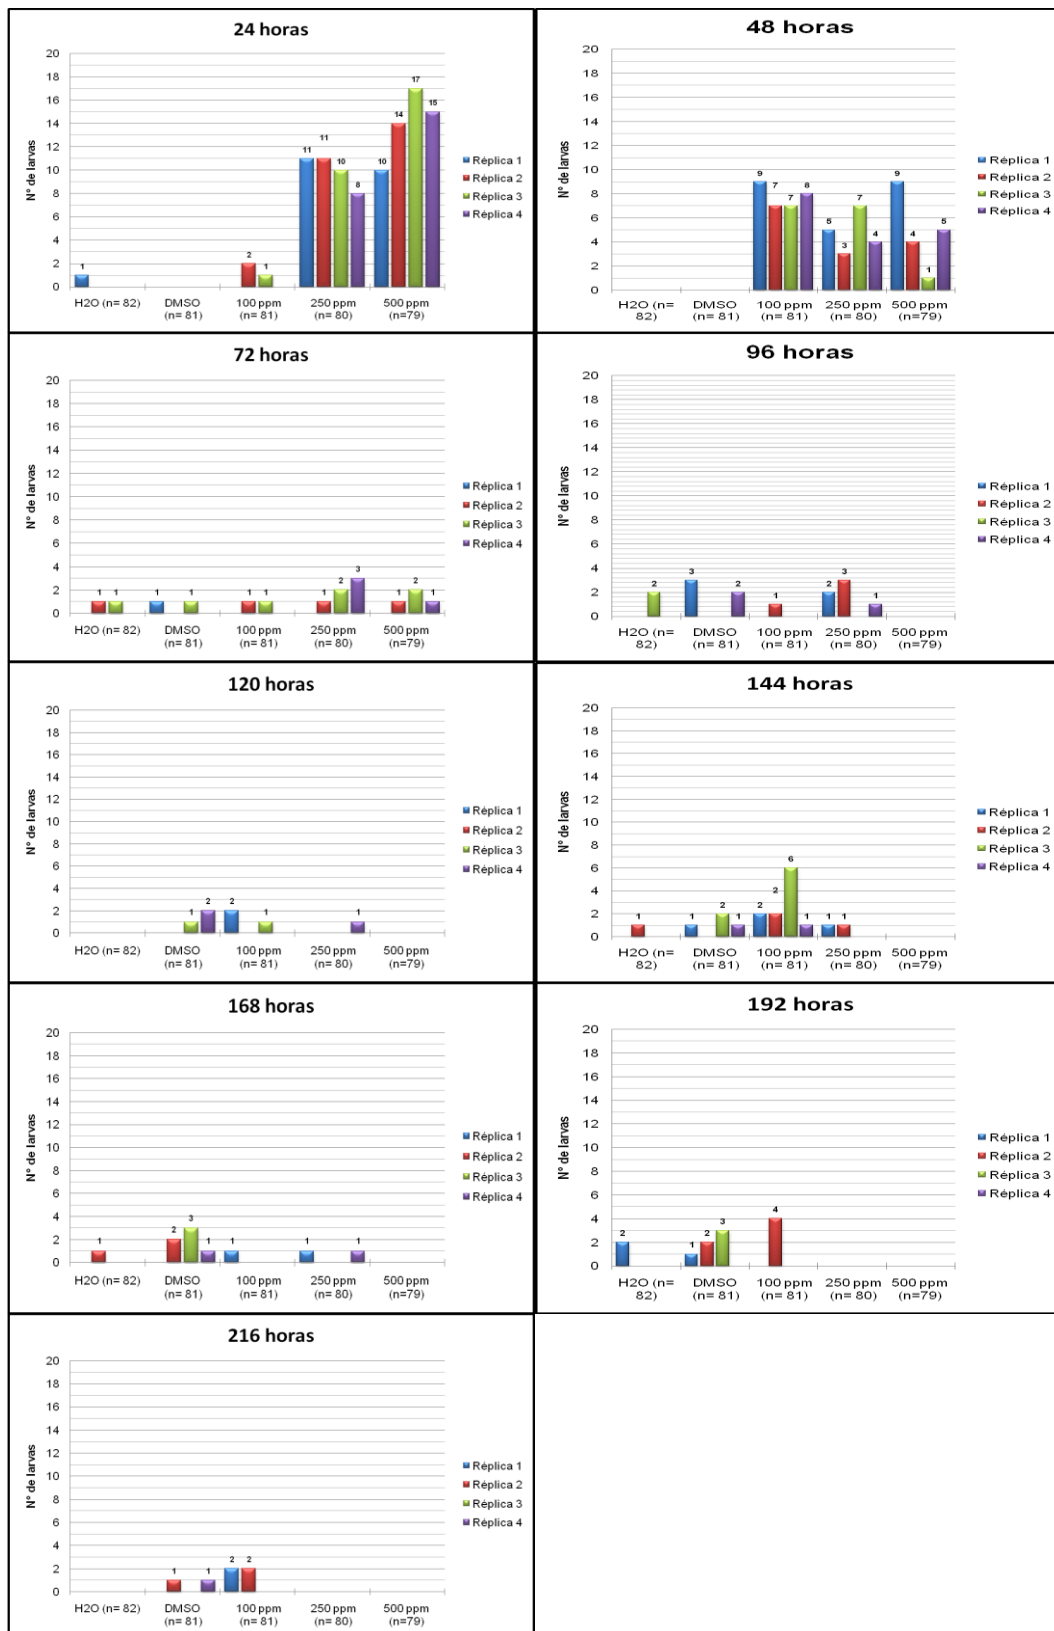 24 horas
Nº de larvas
20
18
16
14
12
10
8
6
4
2
0
1
2
1
11
11
10
8
10
14
17
15
H2O (n= 82)
DMSO (n= 81)
100 ppm (n= 81)
250 ppm (n= 80)
500 ppm (n=79)
Réplica 1
Réplica 2
Réplica 3
Réplica 4
48 horas
Nº de larvas
20
18
16
14
12
10
8
6
4
2
0
9
7
7
8
5
3
7
4
9
4
1
5
H2O (n= 82)
DMSO (n= 81)
100 ppm (n= 81)
250 ppm (n= 80)
500 ppm (n=79)
Réplica 1
Réplica 2
Réplica 3
Réplica 4
72 horas
Nº de larvas
20
18
16
14
12
10
8
6
4
2
0
1
1
1
1
1
1
1
2
3
1
2
1
H2O (n= 82)
DMSO (n= 81)
100 ppm (n= 81)
250 ppm (n= 80)
500 ppm (n=79)
Réplica 1
Réplica 2
Réplica 3
Réplica 4
96 horas
Nº de larvas
20
18
16
14
12
10
8
6
4
2
0
2
3
2
1
2
3
1
H2O (n= 82)
DMSO (n= 81)
100 ppm (n= 81)
250 ppm (n= 80)
500 ppm (n=79)
Réplica 1
Réplica 2
Réplica 3
Réplica 4
120 horas
Nº de larvas
20
18
16
14
12
10
8
6
4
2
0
1
2
2
1
1
H2O (n= 82)
DMSO (n= 81)
100 ppm (n= 81)
250 ppm (n= 80)
500 ppm (n=79)
Réplica 1
Réplica 2
Réplica 3
Réplica 4
144 horas
Nº de larvas
20
18
16
14
12
10
8
6
4
2
0
1
1
2
1
2
2
6
1
1
1
H2O (n= 82)
DMSO (n= 81)
100 ppm (n= 81)
250 ppm (n= 80)
500 ppm (n=79)
Réplica 1
Réplica 2
Réplica 3
Réplica 4
168 horas
Nº de larvas
20
18
16
14
12
10
8
6
4
2
0
1
2
3
1
1
1
1
H2O (n= 82)
DMSO (n= 81)
100 ppm (n= 81)
250 ppm (n= 80)
500 ppm (n=79)
Réplica 1
Réplica 2
Réplica 3
Réplica 4
192 horas
Nº de larvas
20
18
16
14
12
10
8
6
4
2
0
2
1
2
3
4
H2O (n= 82)
DMSO (n= 81)
100 ppm (n= 81)
250 ppm (n= 80)
500 ppm (n=79)
Réplica 1
Réplica 2
Réplica 3
Réplica 4
216 horas
Nº de larvas
20
18
16
14
12
10
8
6
4
2
0
1
1
2
2
H2O (n= 82)
DMSO (n= 81)
100 ppm (n= 81)
250 ppm (n= 80)
500 ppm (n=79)
Réplica 1
Réplica 2
Réplica 3
Réplica 4